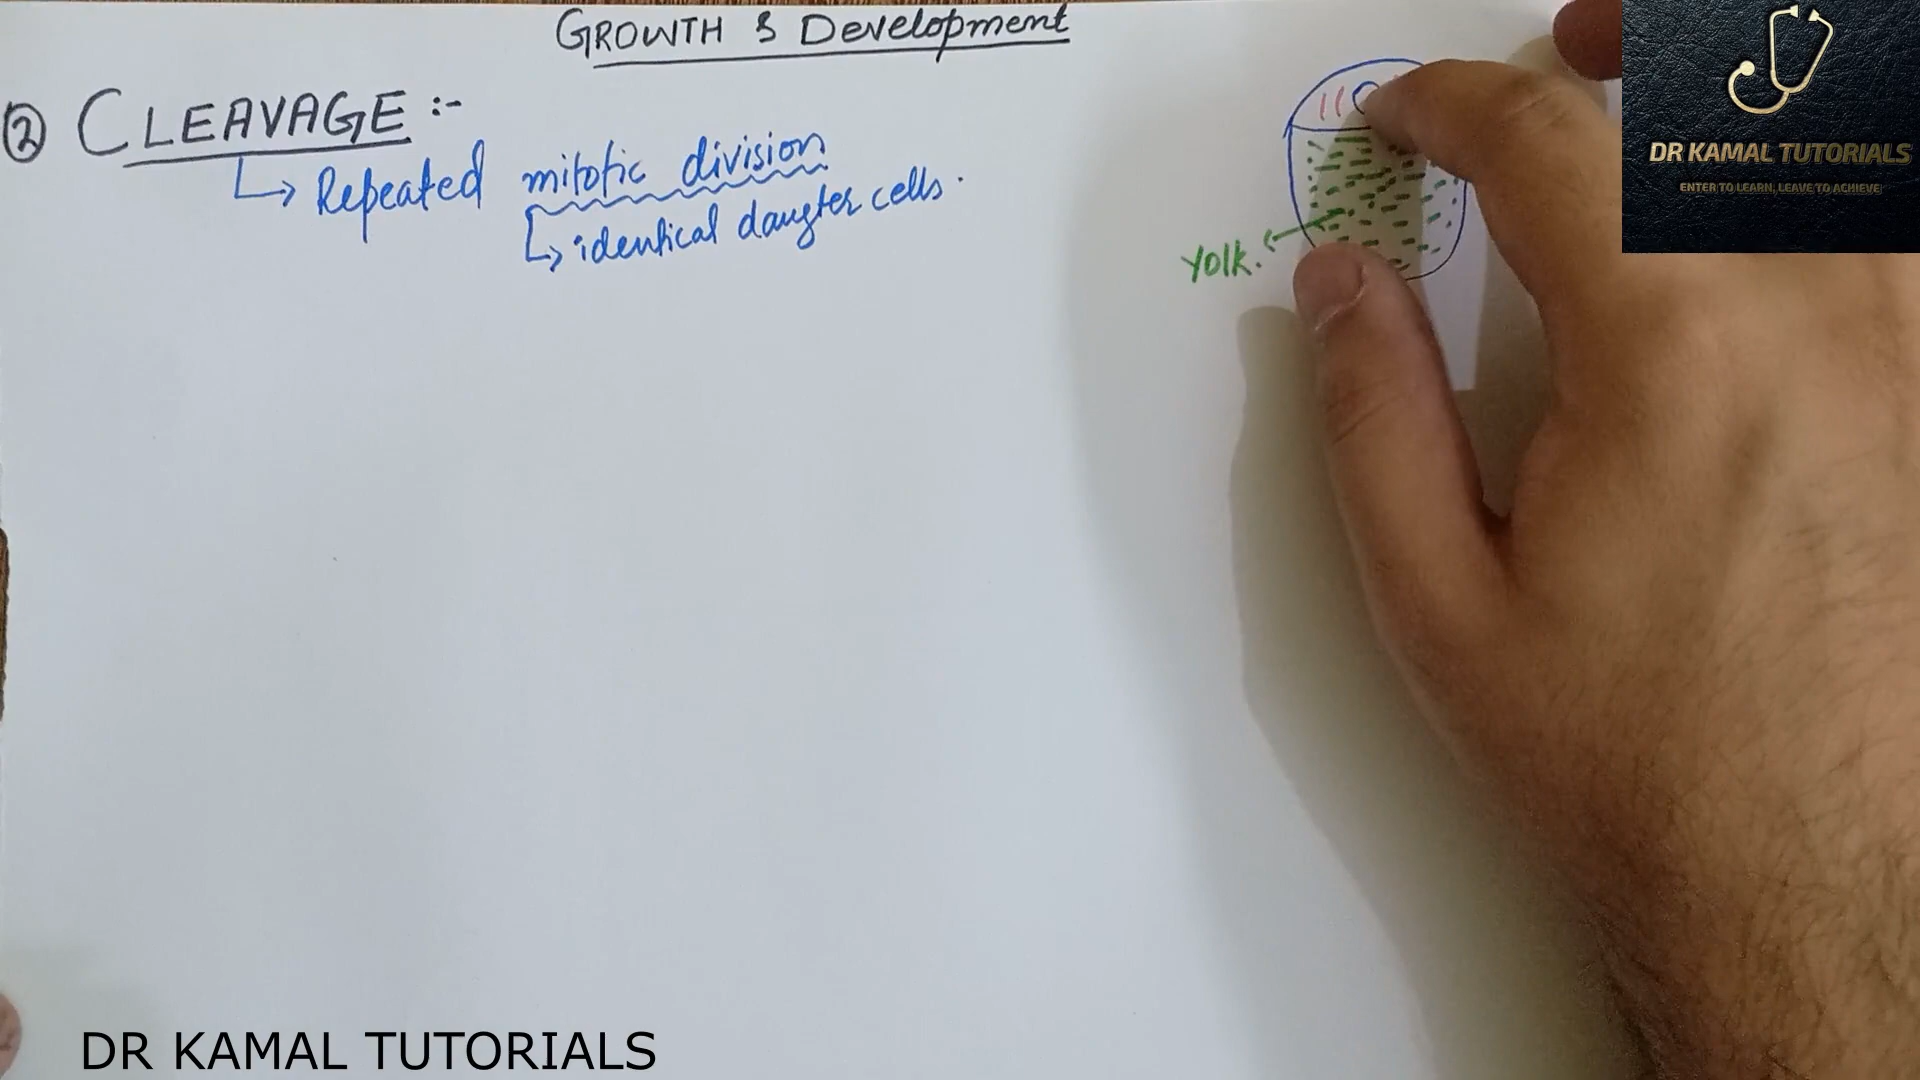 GROWTH & Development
② CLEAVAGE :-
↳ Repeated mitotic division
↳ identical daugter cells.
Yolk.
DR KAMAL TUTORIALS
ENTER TO LEARN, LEAVE TO ACHIEVE
DR KAMAL TUTORIALS